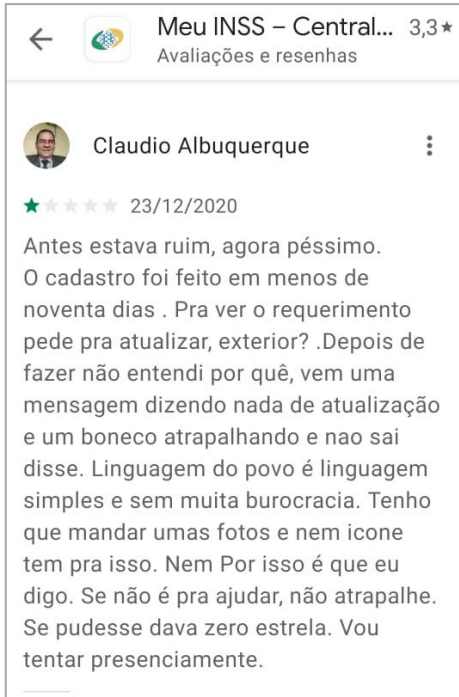 Meu INSS – Central... 3,3★
Avaliações e resenhas
Claudio Albuquerque
23/12/2020
Antes estava ruim, agora péssimo.
O cadastro foi feito em menos de
noventa dias . Pra ver o requerimento
pede pra atualizar, exterior? .Depois de
fazer não entendi por quê, vem uma
mensagem dizendo nada de atualização
e um boneco atrapalhando e nao sai
disse. Linguagem do povo é linguagem
simples e sem muita burocracia. Tenho
que mandar umas fotos e nem icone
tem pra isso. Nem Por isso é que eu
digo. Se não é pra ajudar, não atrapalhe.
Se pudesse dava zero estrela. Vou
tentar presenciamente.